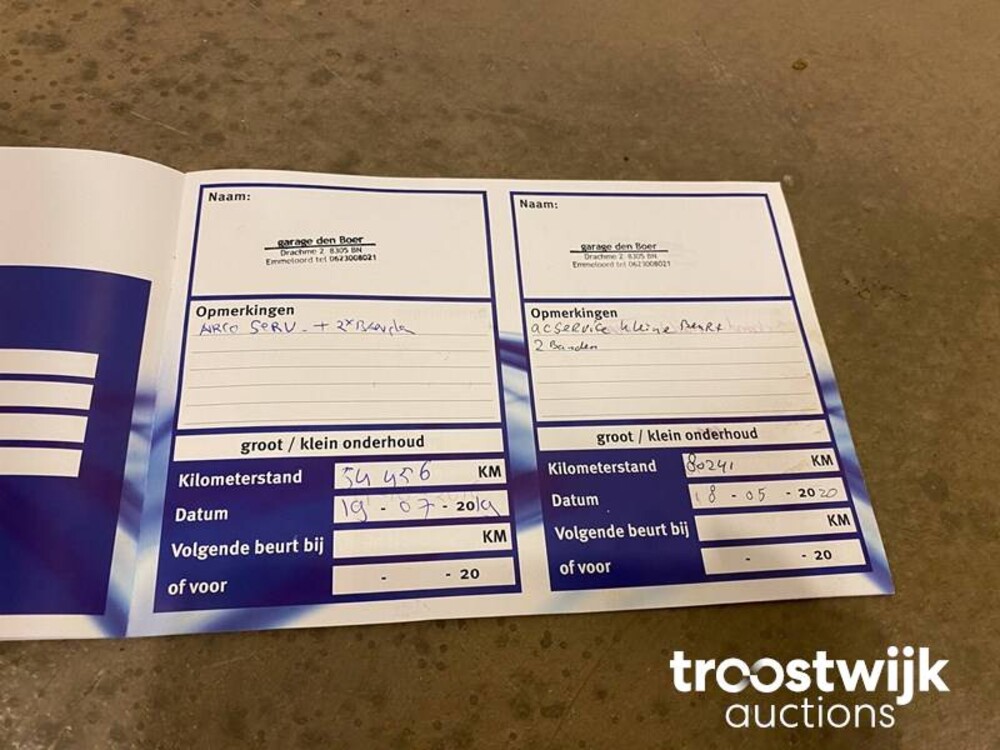 Naam:
garage den Boer
Drachme 2 8305 BN
Emmeloord tel 0623008021
Opmerkingen
SERV. + 2x
groot / klein onderhoud
Kilometerstand 54 456 KM
Datum 19 - 07 - 2019
Volgende beurt bij KM
of voor - - 20
Naam:
garage den Boer
Drachme 2 8305 BN
Emmeloord tel 0623008021
Opmerkingen
acservice kleine Beurt
2 Banden
groot / klein onderhoud
Kilometerstand 80241 KM
Datum 18 - 05 - 2020
Volgende beurt bij KM
of voor - - 20
troostwijk
auctions